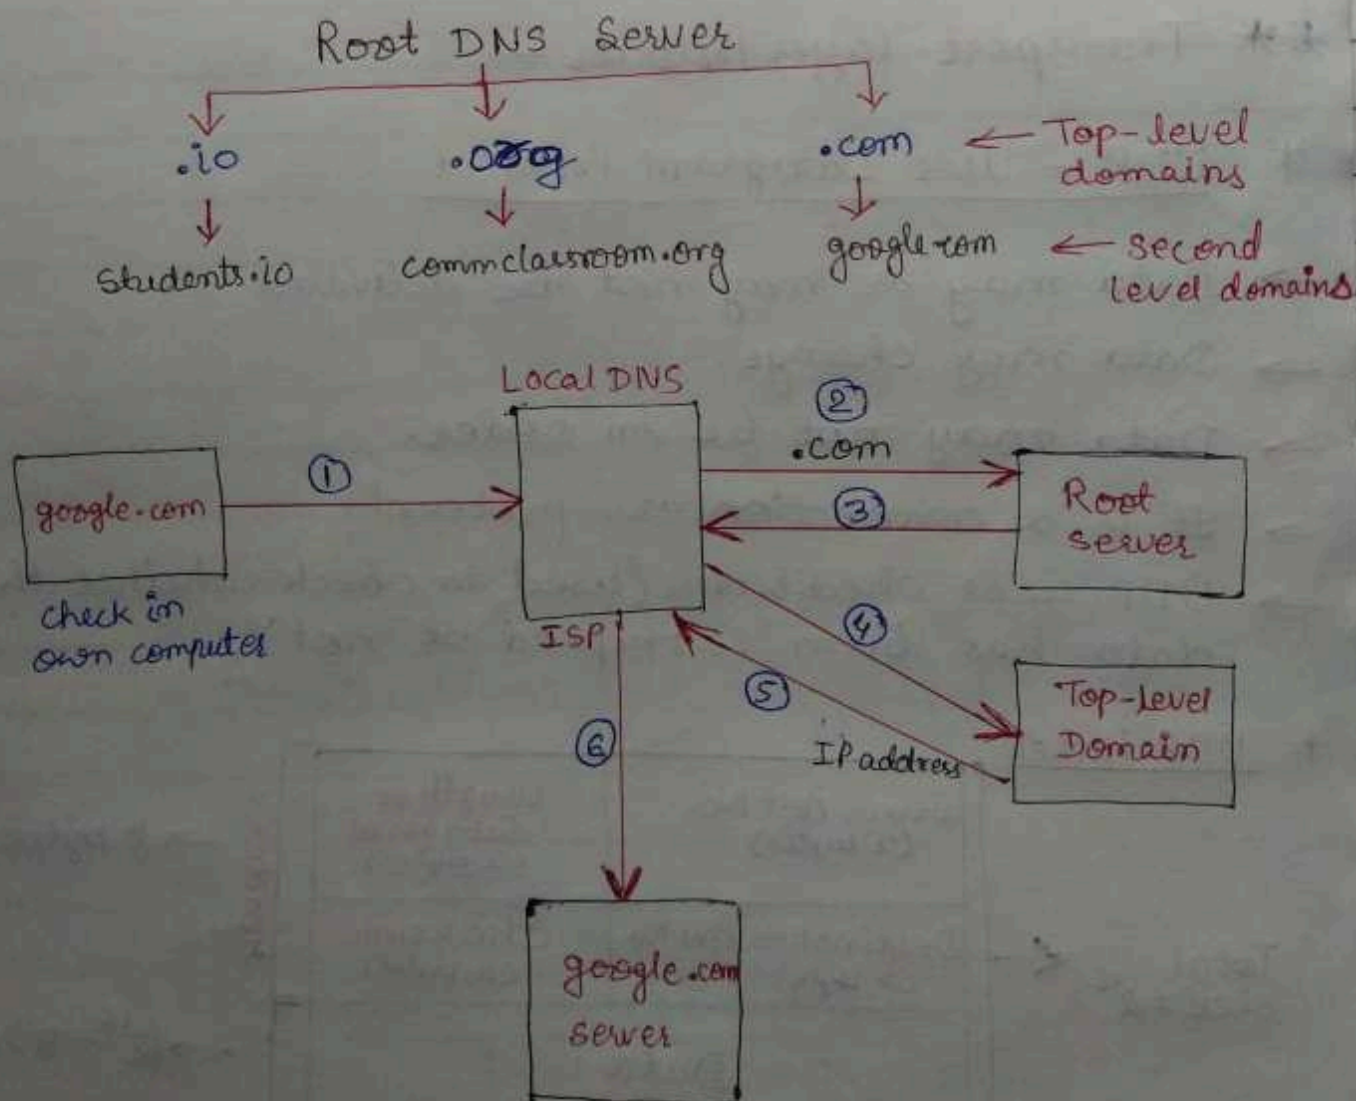 Root DNS Server
.io
.org
.com
← Top-level
domains
students.io
commclassroom.org
google.com
← second
level domains
Local DNS
②
.com
①
google.com
③
Root
server
check in
own computer
ISP
④
⑤
Top-Level
Domain
⑥
IP address
google.com
server